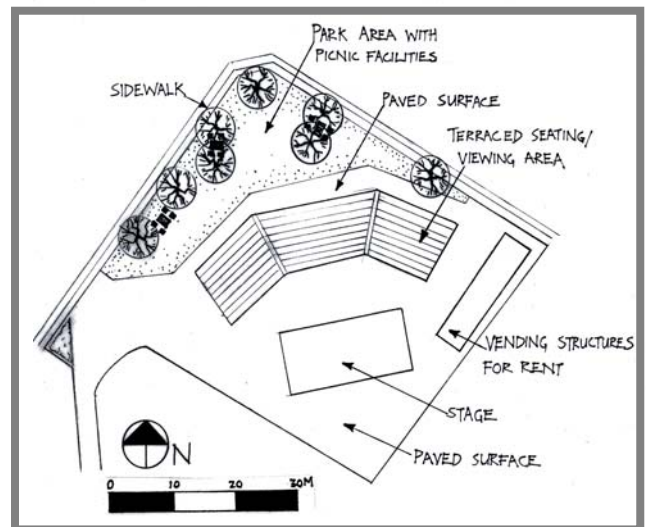 PARK AREA WITH
PICNIC FACILITIES
SIDEWALK
PAVED SURFACE
TERRACED SEATING/
VIEWING AREA
VENDING STRUCTURES
FOR RENT
STAGE
PAVED SURFACE
N
0 10 20 30M